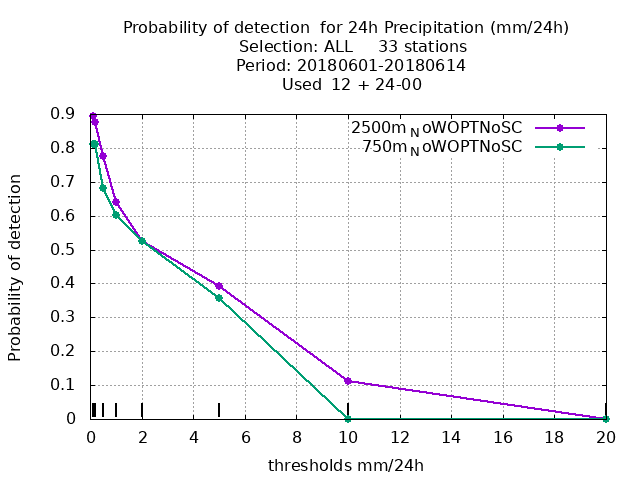 Probability of detection  for 24h Precipitation (mm/24h)
Selection: ALL     33 stations
Period: 20180601-20180614
Used  12 + 24-00
2500m_NoWOPTNoSC
750m_NoWOPTNoSC
Probability of detection
0.9
0.8
0.7
0.6
0.5
0.4
0.3
0.2
0.1
0
0 2 4 6 8 10 12 14 16 18 20
thresholds mm/24h